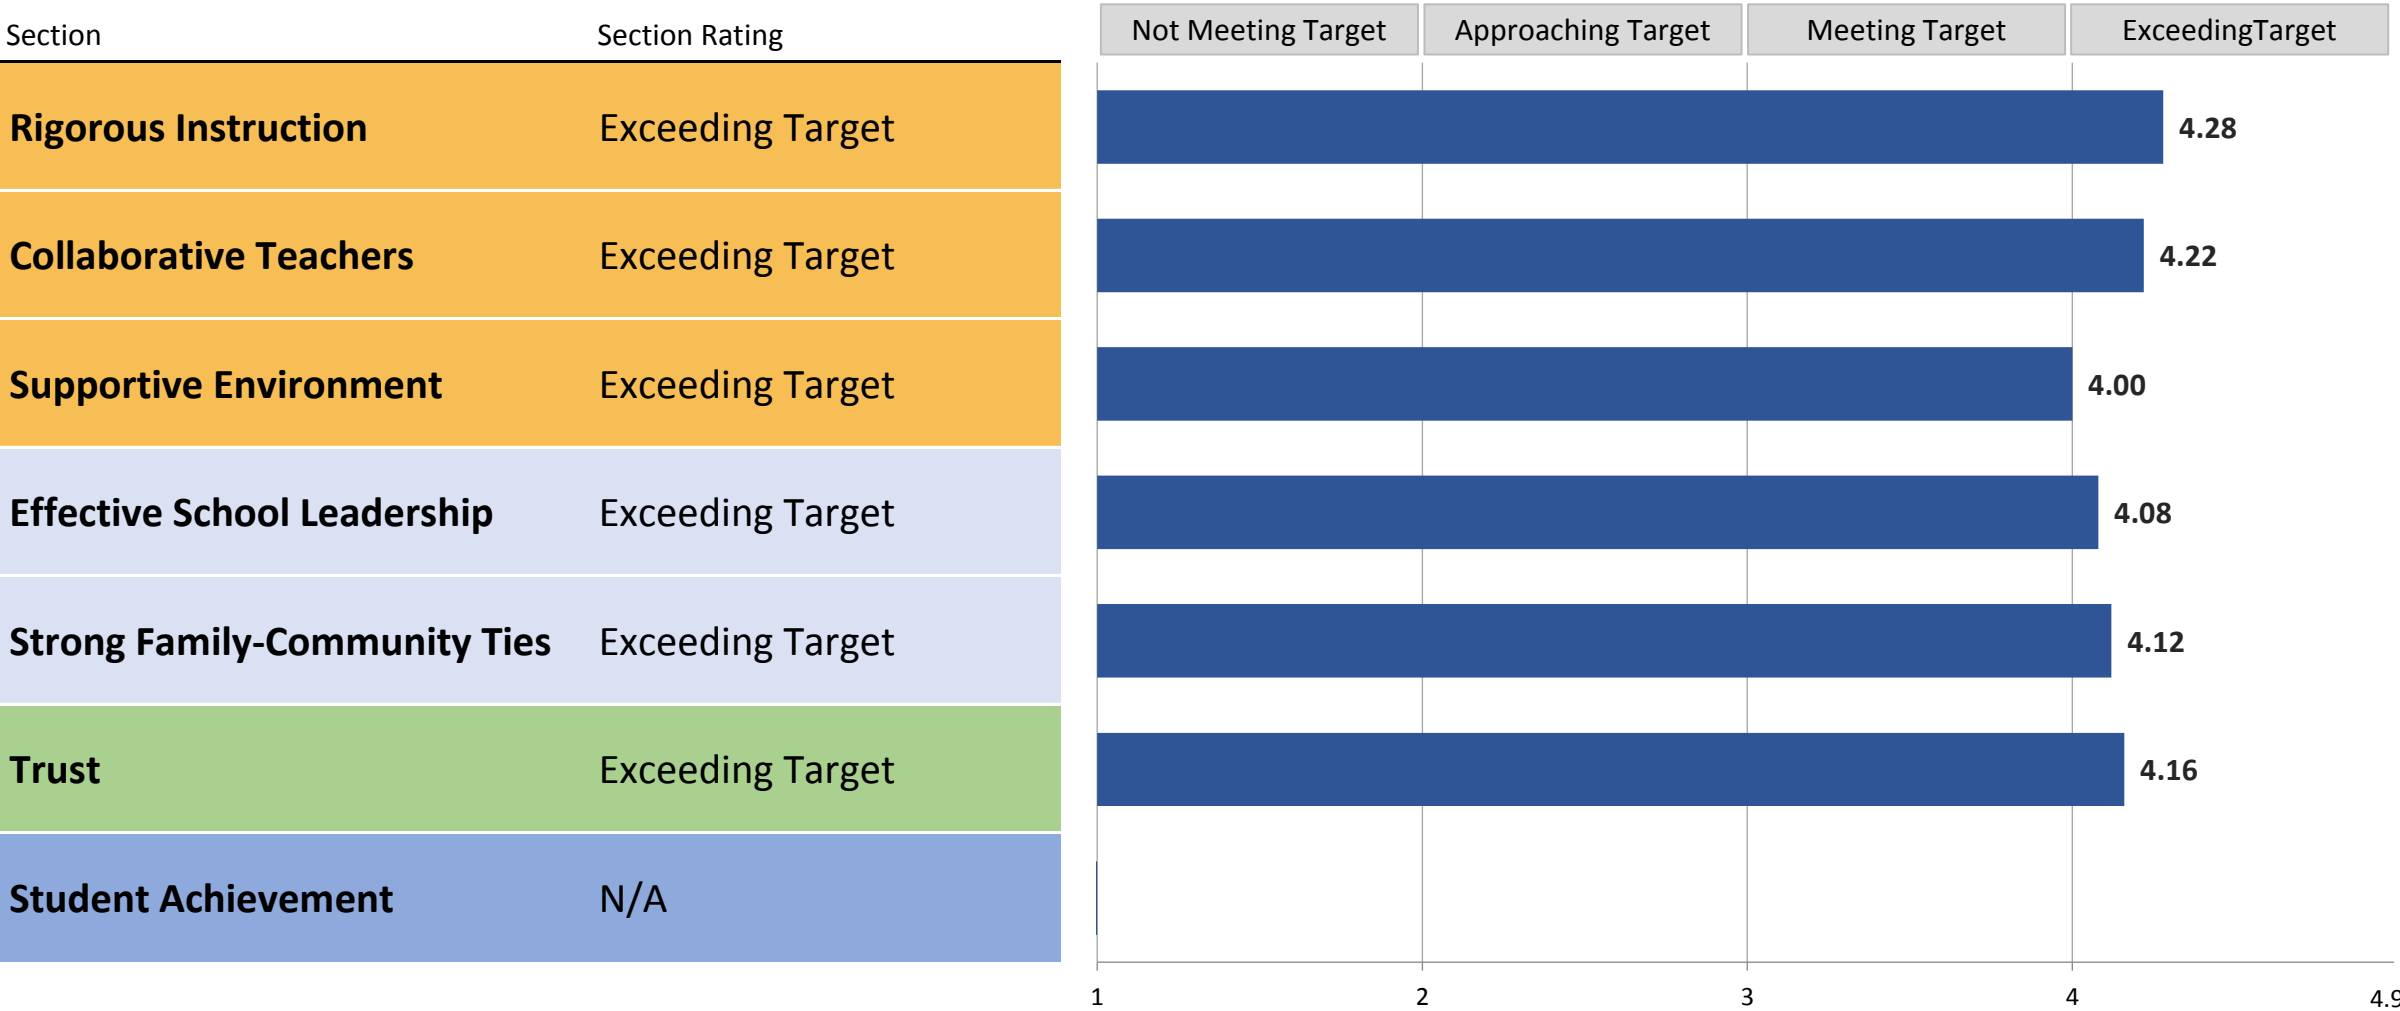 Section Section Rating Not Meeting Target Approaching Target Meeting Target ExceedingTarget
Rigorous Instruction Exceeding Target 4.28
Collaborative Teachers Exceeding Target 4.22
Supportive Environment Exceeding Target 4.00
Effective School Leadership Exceeding Target 4.08
Strong Family-Community Ties Exceeding Target 4.12
Trust Exceeding Target 4.16
Student Achievement N/A
1 2 3 4 4.9